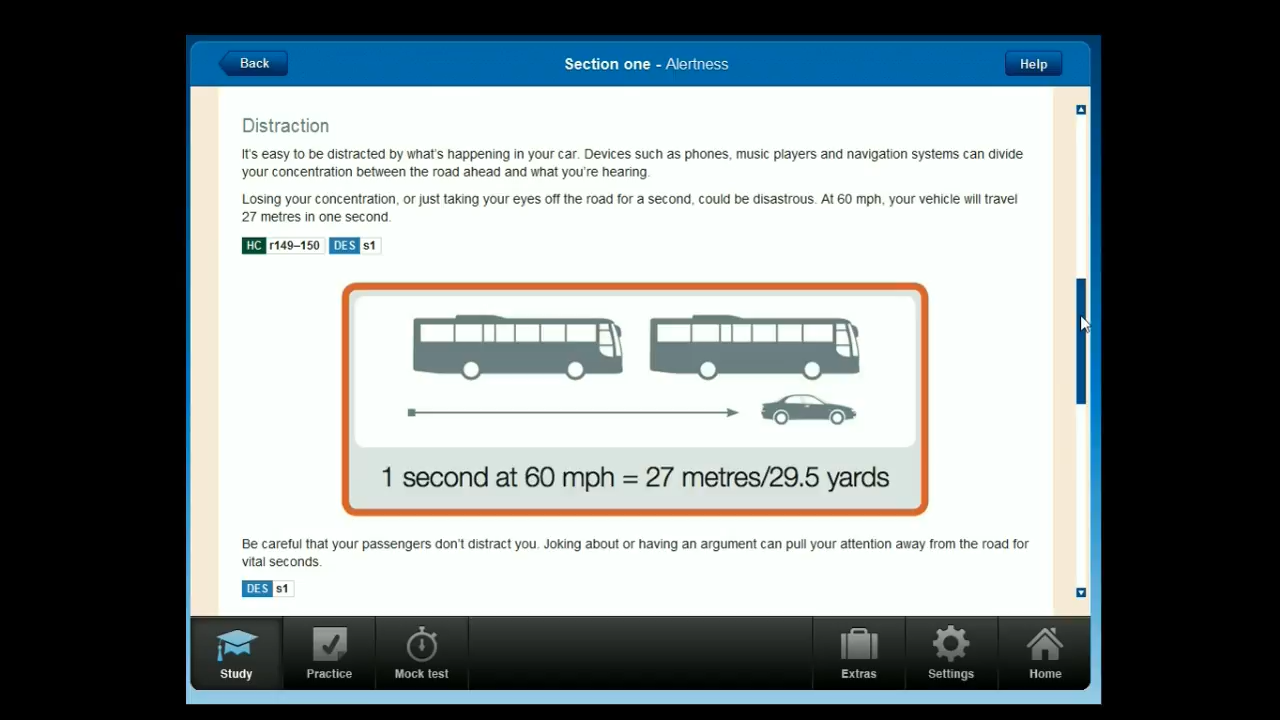 Back
Section one - Alertness
Help
Distraction
It's easy to be distracted by what's happening in your car. Devices such as phones, music players and navigation systems can divide
your concentration between the road ahead and what you're hearing.
Losing your concentration, or just taking your eyes off the road for a second, could be disastrous. At 60 mph, your vehicle will travel
27 metres in one second.
HC r149–150 DES s1
1 second at 60 mph = 27 metres/29.5 yards
Be careful that your passengers don't distract you. Joking about or having an argument can pull your attention away from the road for
vital seconds.
DES s1
Study
Practice
Mock test
Extras
Settings
Home